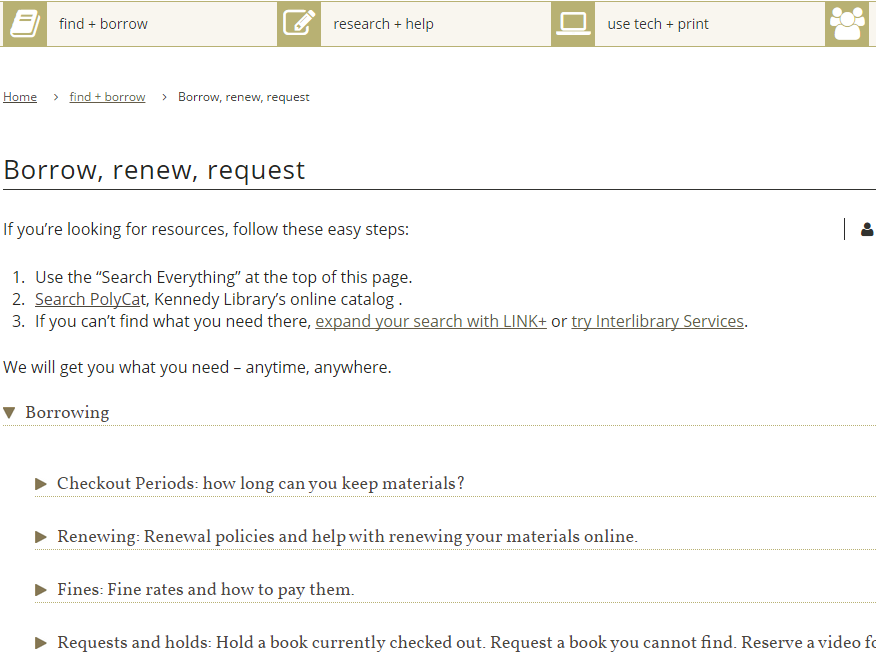 find + borrow research + help use tech + print
Home > find + borrow > Borrow, renew, request
Borrow, renew, request
If you’re looking for resources, follow these easy steps:
1. Use the “Search Everything” at the top of this page.
2. Search PolyCat, Kennedy Library’s online catalog .
3. If you can’t find what you need there, expand your search with LINK+ or try Interlibrary Services.
We will get you what you need – anytime, anywhere.
Borrowing
Checkout Periods: how long can you keep materials?
Renewing: Renewal policies and help with renewing your materials online.
Fines: Fine rates and how to pay them.
Requests and holds: Hold a book currently checked out. Request a book you cannot find. Reserve a video